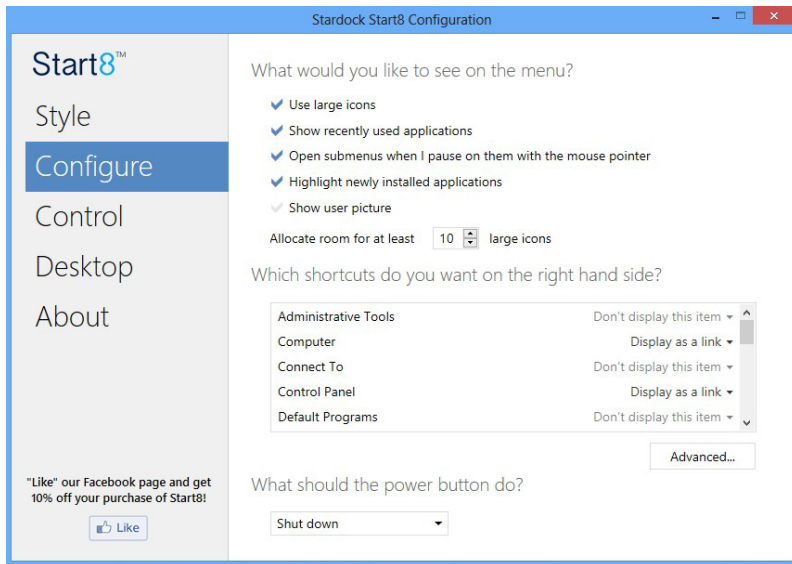 Stardock Start8 Configuration
Start8™
Style
Configure
Control
Desktop
About
"Like" our Facebook page and get
10% off your purchase of Start8!
Like
What would you like to see on the menu?
Use large icons
Show recently used applications
Open submenus when I pause on them with the mouse pointer
Highlight newly installed applications
Show user picture
Allocate room for at least 10 large icons
Which shortcuts do you want on the right hand side?
Administrative Tools Don't display this item
Computer Display as a link
Connect To Don't display this item
Control Panel Display as a link
Default Programs Don't display this item
Advanced...
What should the power button do?
Shut down